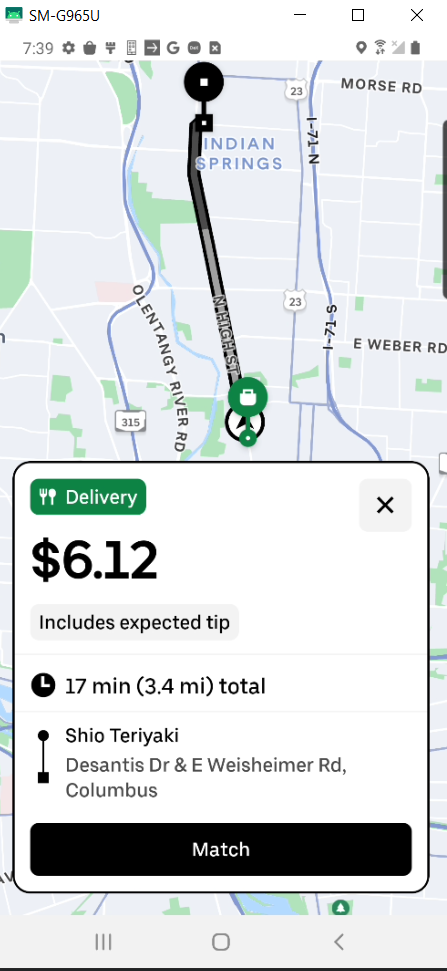 SM-G965U
7:39
G
23
MORSE RD
I-71 N
INDIAN
SPRINGS
OLENTANGY RIVER RD
N HIGH ST
23
I-71 S
E WEBER RD
315
Delivery
$6.12
Includes expected tip
17 min (3.4 mi) total
Shio Teriyaki
Desantis Dr & E Weisheimer Rd,
Columbus
Match